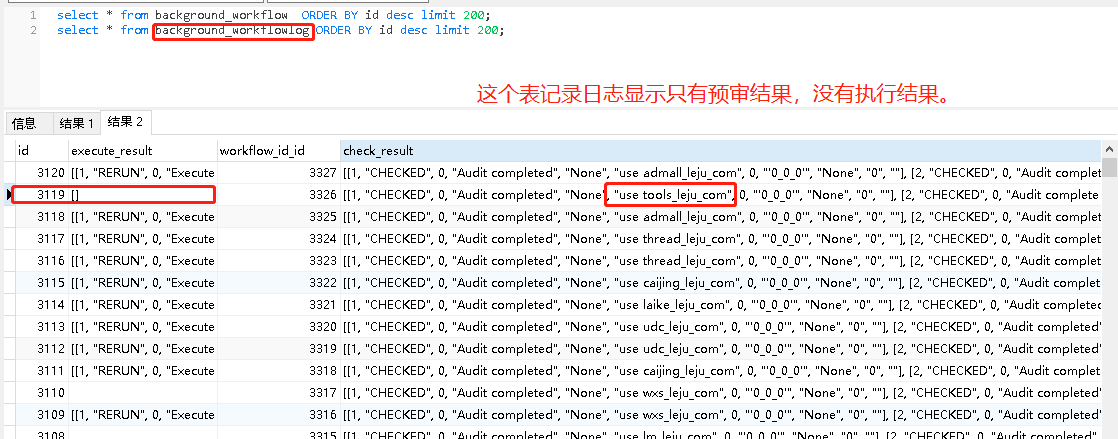 1 select * from background_workflow ORDER BY id desc limit 200;
2 select * from background_workflowlog ORDER BY id desc limit 200;
这个表记录日志显示只有预审结果，没有执行结果。
信息 结果 1 结果 2
id execute_result workflow_id_id check_result
3120 [[1, "RERUN", 0, "Execute 3327 [[1, "CHECKED", 0, "Audit completed", "None", "use admall_leju_com", 0, "'0_0_0'", "None", "0", ""], [2, "CHECKED", 0, "Audit complete
3119 [] 3326 [[1, "CHECKED", 0, "Audit completed", "None", "use tools_leju_com", 0, "'0_0_0'", "None", "0", ""], [2, "CHECKED", 0, "Audit complete
3118 [[1, "RERUN", 0, "Execute 3325 [[1, "CHECKED", 0, "Audit completed", "None", "use admall_leju_com", 0, "'0_0_0'", "None", "0", ""], [2, "CHECKED", 0, "Audit complete
3117 [[1, "RERUN", 0, "Execute 3324 [[1, "CHECKED", 0, "Audit completed", "None", "use thread_leju_com", 0, "'0_0_0'", "None", "0", ""], [2, "CHECKED", 0, "Audit complet
3116 [[1, "RERUN", 0, "Execute 3323 [[1, "CHECKED", 0, "Audit completed", "None", "use thread_leju_com", 0, "'0_0_0'", "None", "0", ""], [2, "CHECKED", 0, "Audit complet
3115 [[1, "RERUN", 0, "Execute 3322 [[1, "CHECKED", 0, "Audit completed", "None", "use caijing_leju_com", 0, "'0_0_0'", "None", "0", ""], [2, "CHECKED", 0, "Audit complet
3114 [[1, "RERUN", 0, "Execute 3321 [[1, "CHECKED", 0, "Audit completed", "None", "use laike_leju_com", 0, "'0_0_0'", "None", "0", ""], [2, "CHECKED", 0, "Audit completed
3113 [[1, "RERUN", 0, "Execute 3320 [[1, "CHECKED", 0, "Audit completed", "None", "use udc_leju_com", 0, "'0_0_0'", "None", "0", ""], [2, "CHECKED", 0, "Audit completed"
3112 [[1, "RERUN", 0, "Execute 3319 [[1, "CHECKED", 0, "Audit completed", "None", "use udc_leju_com", 0, "'0_0_0'", "None", "0", ""], [2, "CHECKED", 0, "Audit completed"
3111 [[1, "RERUN", 0, "Execute 3318 [[1, "CHECKED", 0, "Audit completed", "None", "use caijing_leju_com", 0, "'0_0_0'", "None", "0", ""], [2, "CHECKED", 0, "Audit complet
3110 3317 [[1, "CHECKED", 0, "Audit completed", "None", "use wxs_leju_com", 0, "'0_0_0'", "None", "0", ""], [2, "CHECKED", 0, "Audit completed"
3109 [[1, "RERUN", 0, "Execute 3316 [[1, "CHECKED", 0, "Audit completed", "None", "use wxs_leju_com", 0, "'0_0_0'", "None", "0", ""], [2, "CHECKED", 0, "Audit completed"
3108 3315 [[1, "CHECKED", 0, "Audit completed", "None", "use lm_leju_com", 0, "'0_0_0'", "None", "0", ""], [2, "CHECKED", 0, "Audit completed"